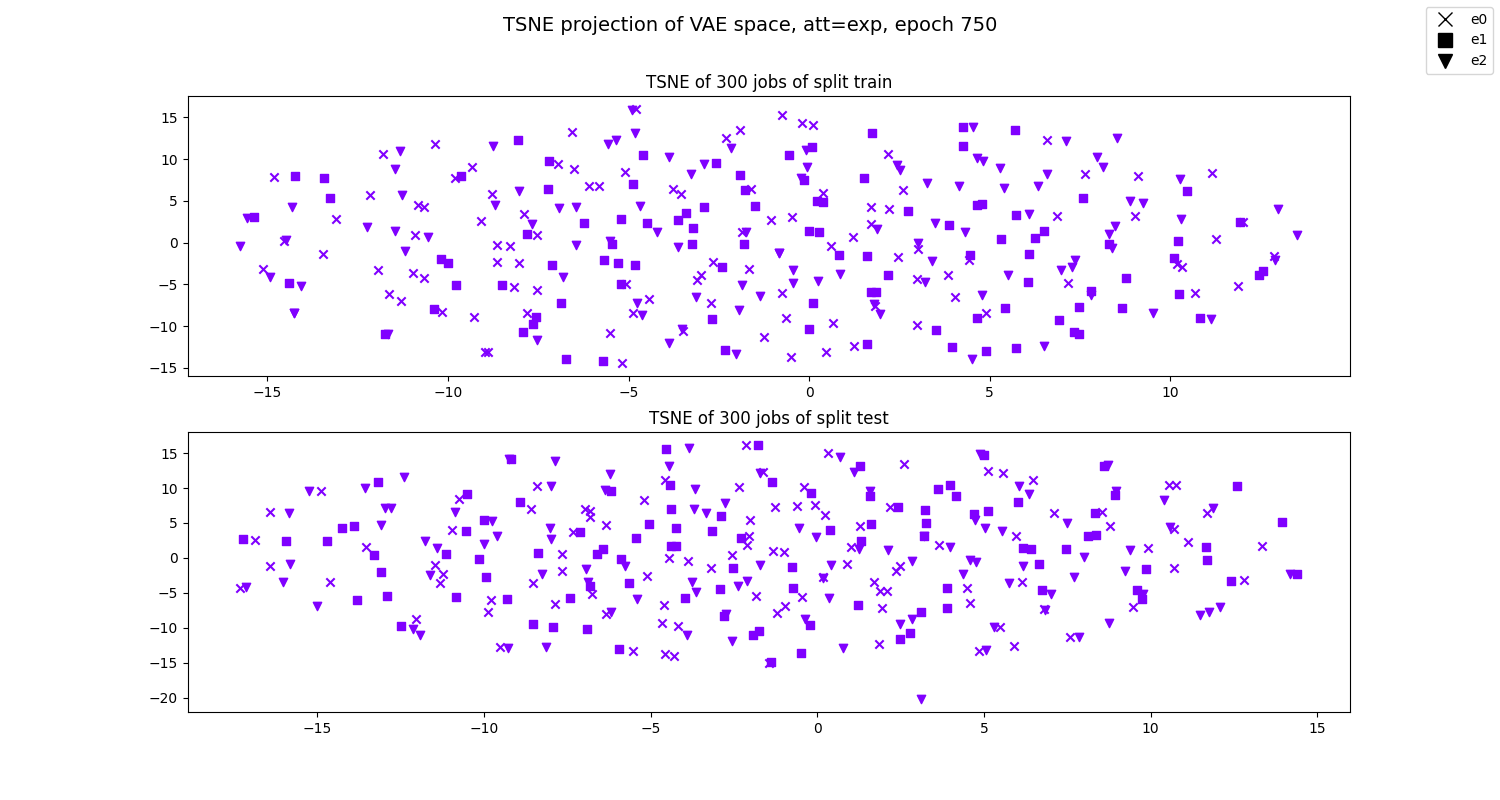 TSNE projection of VAE space, att=exp, epoch 750
e0
e1
e2
TSNE of 300 jobs of split train
15
10
5
0
−5
−10
−15
−15 −10 −5 0 5 10
TSNE of 300 jobs of split test
15
10
5
0
−5
−10
−15
−20
−15 −10 −5 0 5 10 15